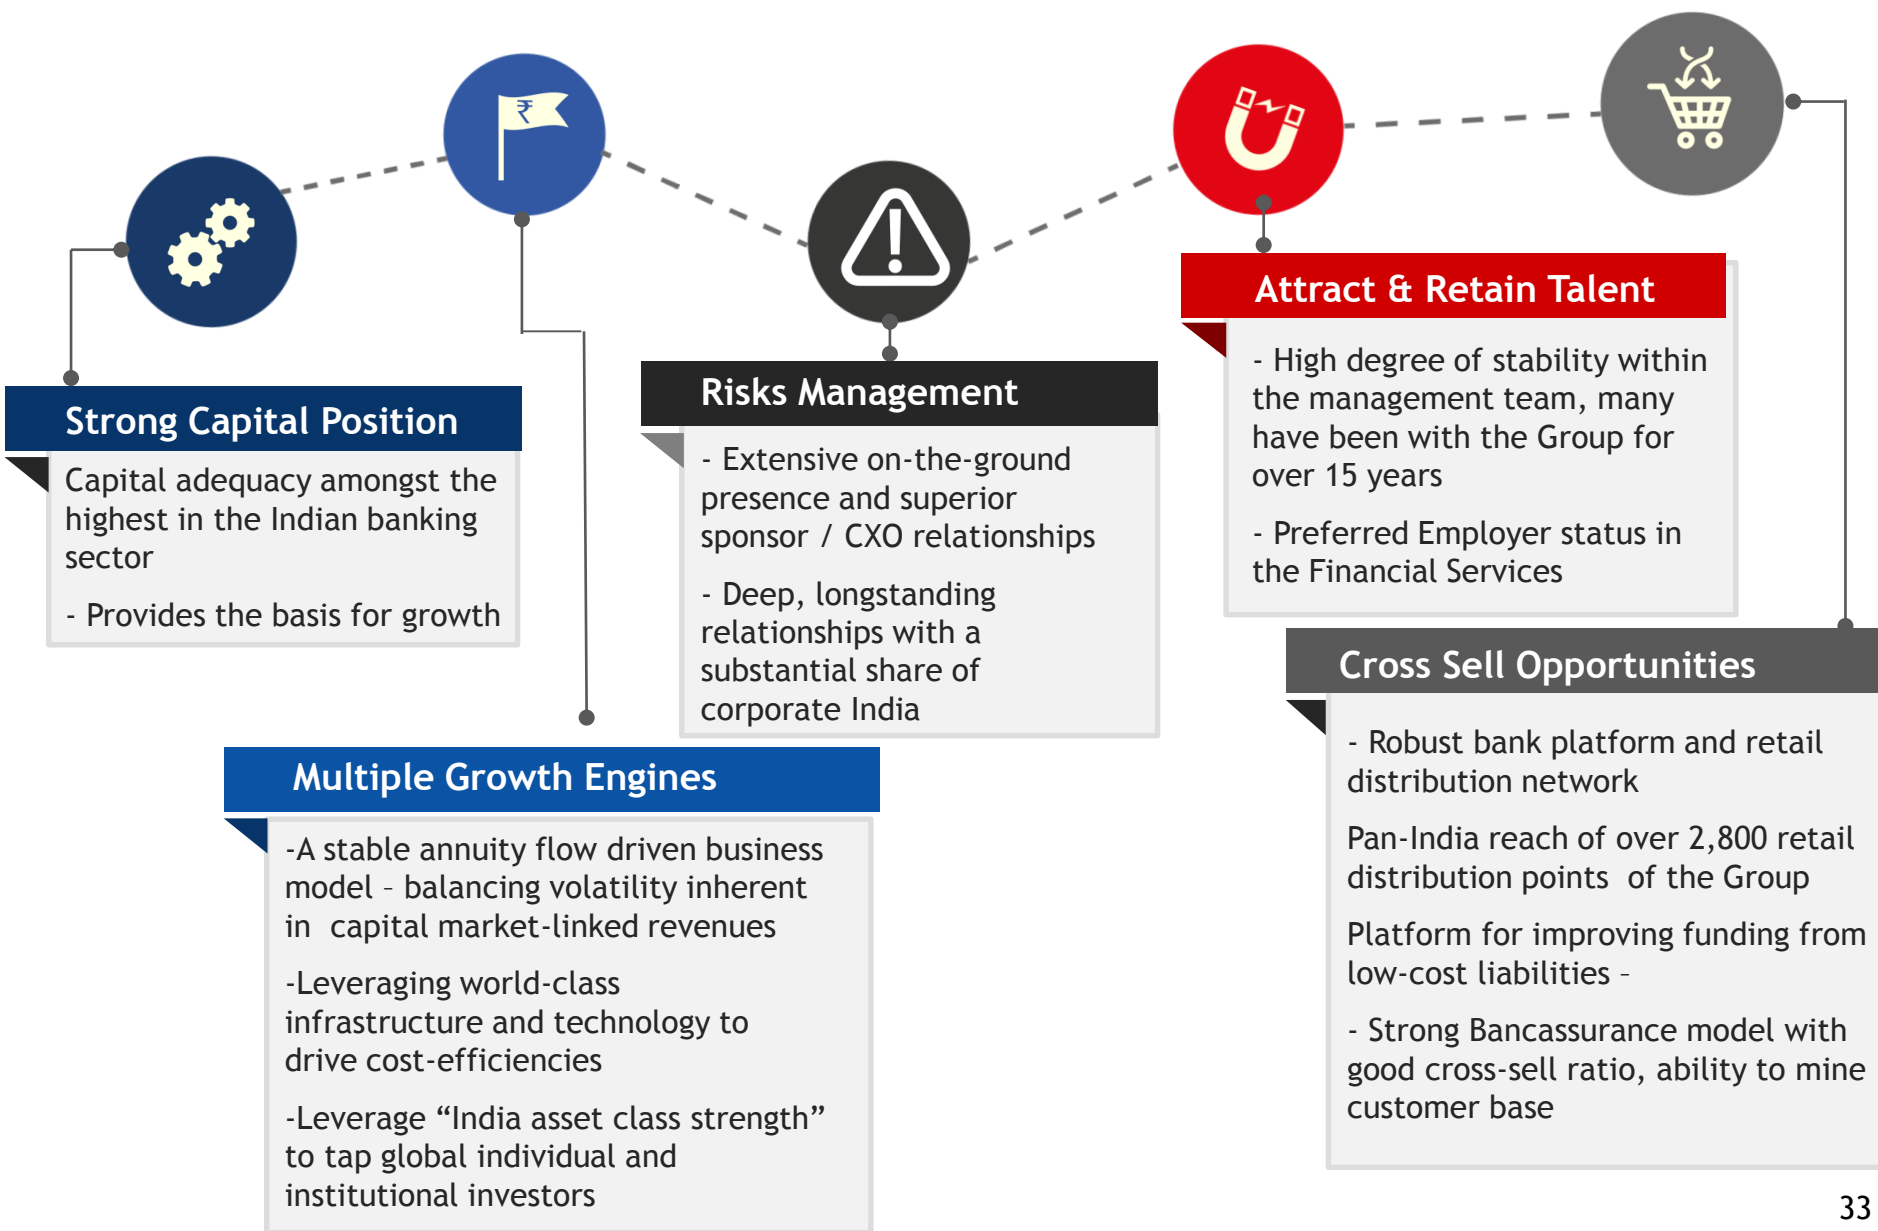 ₹
Strong Capital Position
Capital adequacy amongst the
highest in the Indian banking
sector
- Provides the basis for growth
Multiple Growth Engines
-A stable annuity flow driven business
model – balancing volatility inherent
in  capital market-linked revenues
-Leveraging world-class
infrastructure and technology to
drive cost-efficiencies
-Leverage “India asset class strength”
to tap global individual and
institutional investors
Risks Management
- Extensive on-the-ground
presence and superior
sponsor / CXO relationships
- Deep, longstanding
relationships with a
substantial share of
corporate India
Attract & Retain Talent
- High degree of stability within
the management team, many
have been with the Group for
over 15 years
- Preferred Employer status in
the Financial Services
Cross Sell Opportunities
- Robust bank platform and retail
distribution network
Pan-India reach of over 2,800 retail
distribution points  of the Group
Platform for improving funding from
low-cost liabilities –
- Strong Bancassurance model with
good cross-sell ratio, ability to mine
customer base
33